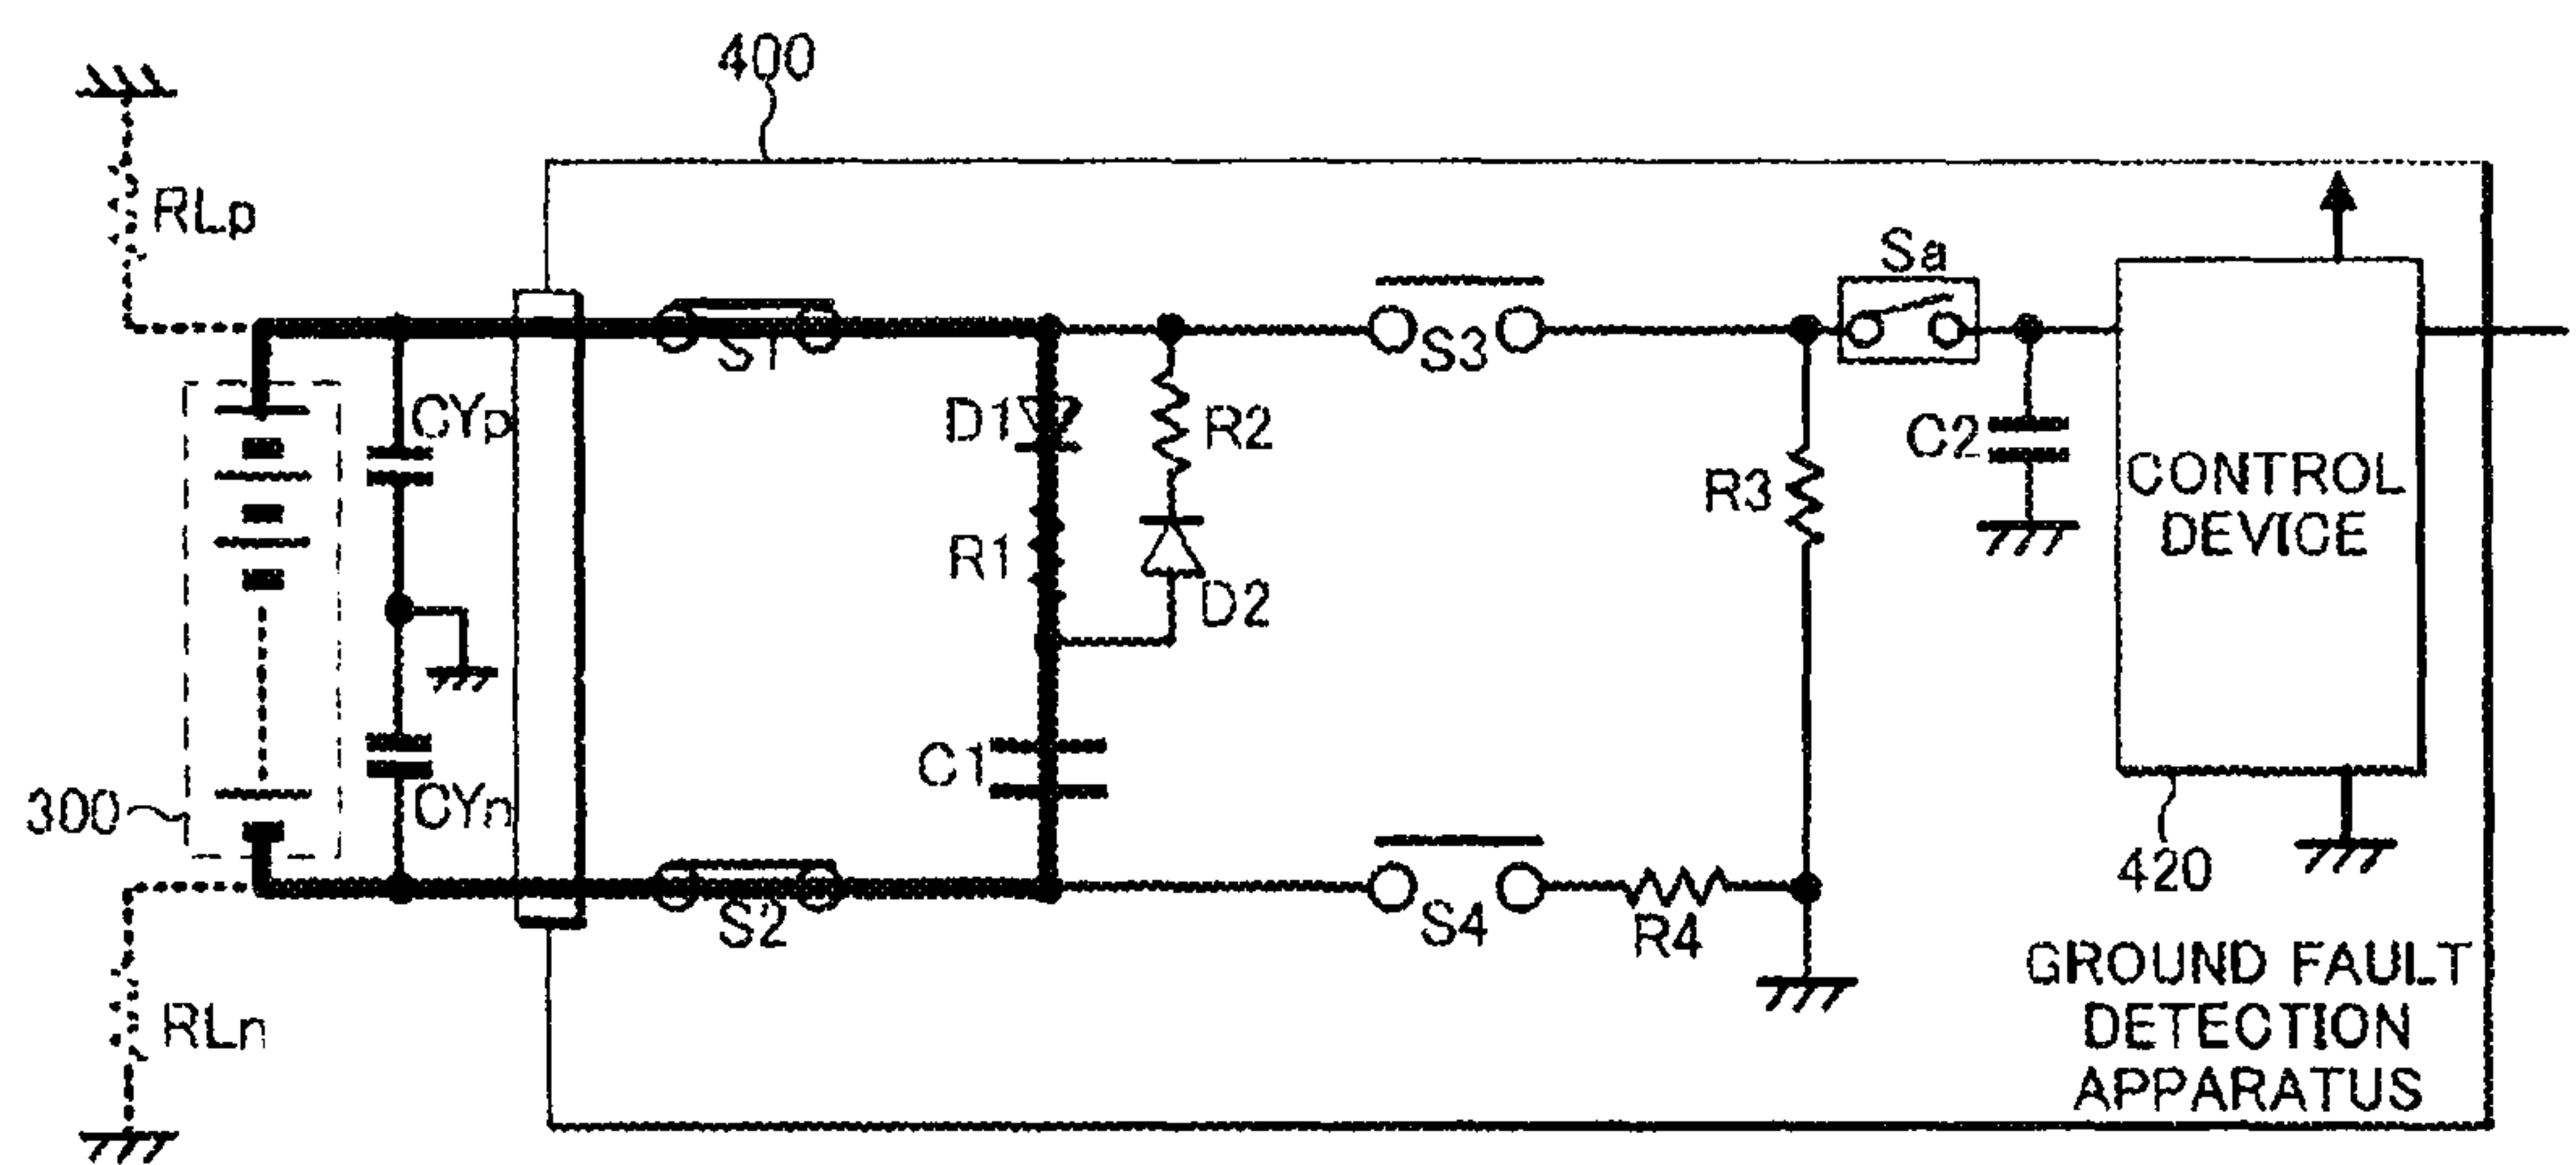 400
RLp
Sa
S1
S3
CYp
D1
R2
C2
R3
CONTROL
DEVICE
R1
D2
C1
300
CYn
420
S2
S4
R4
GROUND FAULT
DETECTION
APPARATUS
RLn